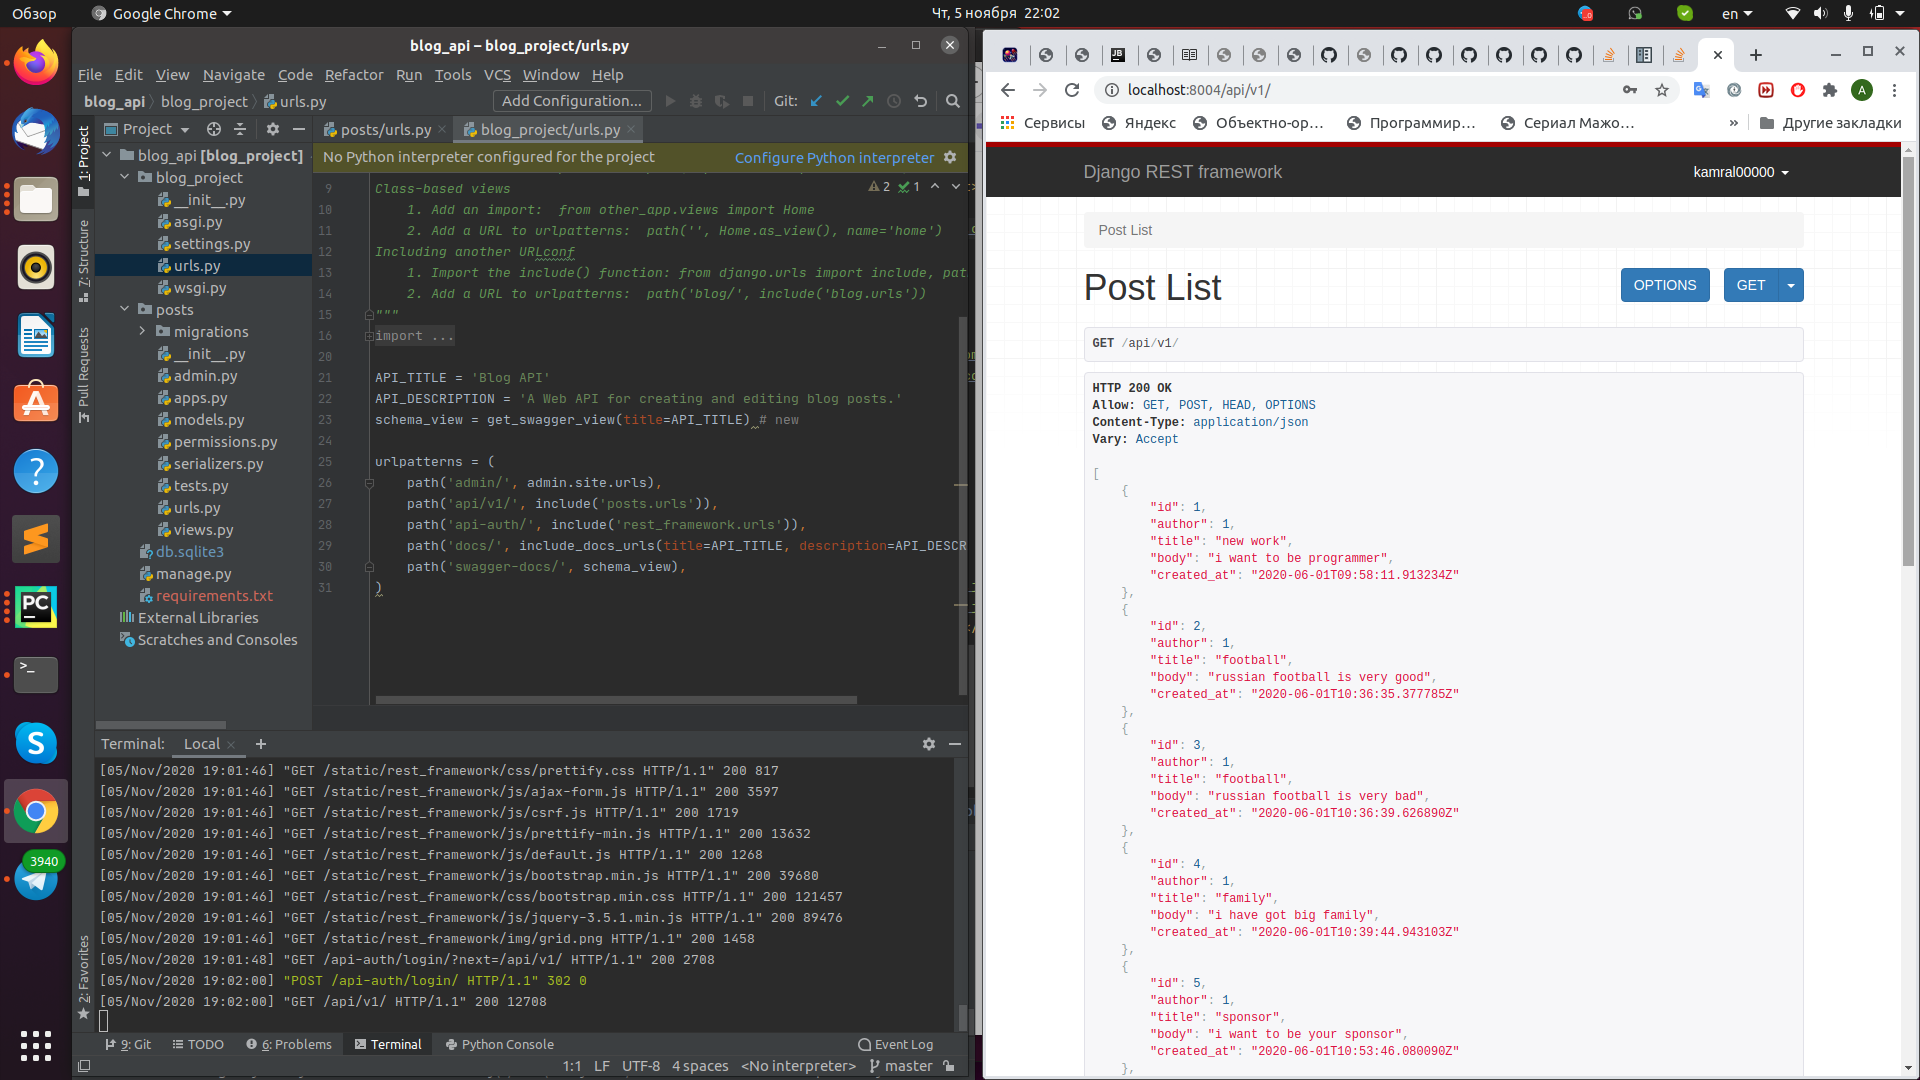 Обзор
Google Chrome
Чт, 5 ноября 22:02
en
blog_api – blog_project/urls.py
File Edit View Navigate Code Refactor Run Tools VCS Window Help
blog_api blog_project urls.py
Add Configuration...
Git:
1: Project
7: Structure
Pull Requests
2: Favorites
Project
blog_api [blog_project]
blog_project
__init__.py
asgi.py
settings.py
urls.py
wsgi.py
posts
migrations
__init__.py
admin.py
apps.py
models.py
permissions.py
serializers.py
tests.py
urls.py
views.py
db.sqlite3
manage.py
requirements.txt
External Libraries
Scratches and Consoles
posts/urls.py
blog_project/urls.py
No Python interpreter configured for the project
Configure Python interpreter
2 1
9 Class-based views
10 1. Add an import:  from other_app.views import Home
11 2. Add a URL to urlpatterns:  path('', Home.as_view(), name='home')
12 Including another URLconf
13 1. Import the include() function: from django.urls import include, pat
14 2. Add a URL to urlpatterns:  path('blog/', include('blog.urls'))
15 """
16 import ...
20
21 API_TITLE = 'Blog API'
22 API_DESCRIPTION = 'A Web API for creating and editing blog posts.'
23 schema_view = get_swagger_view(title=API_TITLE) # new
24
25 urlpatterns = (
26 path('admin/', admin.site.urls),
27 path('api/v1/', include('posts.urls')),
28 path('api-auth/', include('rest_framework.urls')),
29 path('docs/', include_docs_urls(title=API_TITLE, description=API_DESCR
30 path('swagger-docs/', schema_view),
31 )
Terminal: Local
[05/Nov/2020 19:01:46] "GET /static/rest_framework/css/prettify.css HTTP/1.1" 200 817
[05/Nov/2020 19:01:46] "GET /static/rest_framework/js/ajax-form.js HTTP/1.1" 200 3597
[05/Nov/2020 19:01:46] "GET /static/rest_framework/js/csrf.js HTTP/1.1" 200 1719
[05/Nov/2020 19:01:46] "GET /static/rest_framework/js/prettify-min.js HTTP/1.1" 200 13632
[05/Nov/2020 19:01:46] "GET /static/rest_framework/js/default.js HTTP/1.1" 200 1268
[05/Nov/2020 19:01:46] "GET /static/rest_framework/js/bootstrap.min.js HTTP/1.1" 200 39680
[05/Nov/2020 19:01:46] "GET /static/rest_framework/css/bootstrap.min.css HTTP/1.1" 200 121457
[05/Nov/2020 19:01:46] "GET /static/rest_framework/js/jquery-3.5.1.min.js HTTP/1.1" 200 89476
[05/Nov/2020 19:01:46] "GET /static/rest_framework/img/grid.png HTTP/1.1" 200 1458
[05/Nov/2020 19:01:48] "GET /api-auth/login/?next=/api/v1/ HTTP/1.1" 200 2708
[05/Nov/2020 19:02:00] "POST /api-auth/login/ HTTP/1.1" 302 0
[05/Nov/2020 19:02:00] "GET /api/v1/ HTTP/1.1" 200 12708
9: Git TODO 6: Problems Terminal Python Console Event Log
1:1 LF UTF-8 4 spaces <No interpreter> master
3940
localhost:8004/api/v1/
A
Сервисы Яндекс Объектно-ор... Программир... Сериал Мажо... » Другие закладки
Django REST framework
kamral00000
Post List
Post List
OPTIONS
GET
GET /api/v1/
HTTP 200 OK
Allow: GET, POST, HEAD, OPTIONS
Content-Type: application/json
Vary: Accept
[
{
"id": 1,
"author": 1,
"title": "new work",
"body": "i want to be programmer",
"created_at": "2020-06-01T09:58:11.913234Z"
},
{
"id": 2,
"author": 1,
"title": "football",
"body": "russian football is very good",
"created_at": "2020-06-01T10:36:35.377785Z"
},
{
"id": 3,
"author": 1,
"title": "football",
"body": "russian football is very bad",
"created_at": "2020-06-01T10:36:39.626890Z"
},
{
"id": 4,
"author": 1,
"title": "family",
"body": "i have got big family",
"created_at": "2020-06-01T10:39:44.943103Z"
},
{
"id": 5,
"author": 1,
"title": "sponsor",
"body": "i want to be your sponsor",
"created_at": "2020-06-01T10:53:46.080090Z"
},